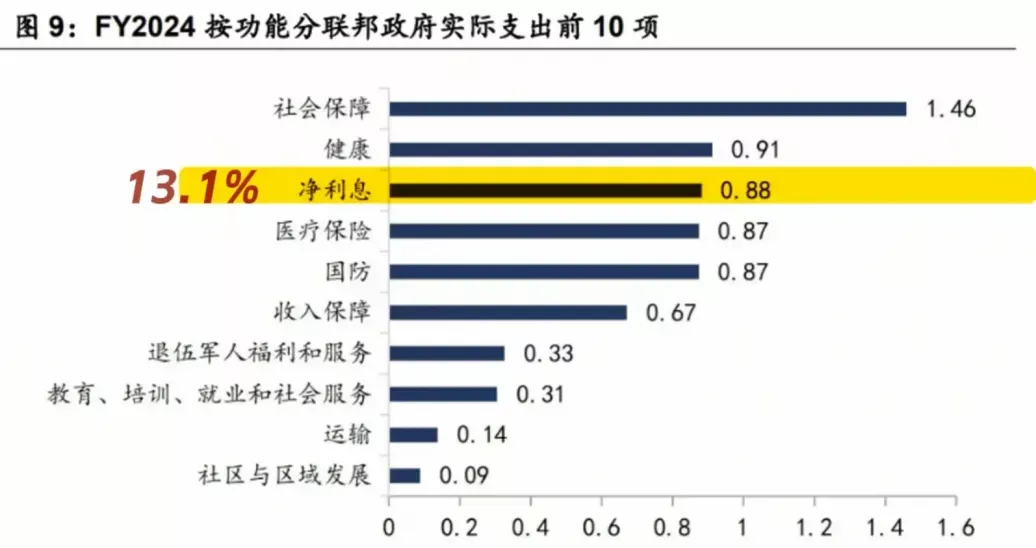 图 9：FY2024 按功能分联邦政府实际支出前 10 项
社会保障 1.46
健康 0.91
13.1% 净利息 0.88
医疗保险 0.87
国防 0.87
收入保障 0.67
退伍军人福利和服务 0.33
教育、培训、就业和社会服务 0.31
运输 0.14
社区与区域发展 0.09
0 0.2 0.4 0.6 0.8 1 1.2 1.4 1.6